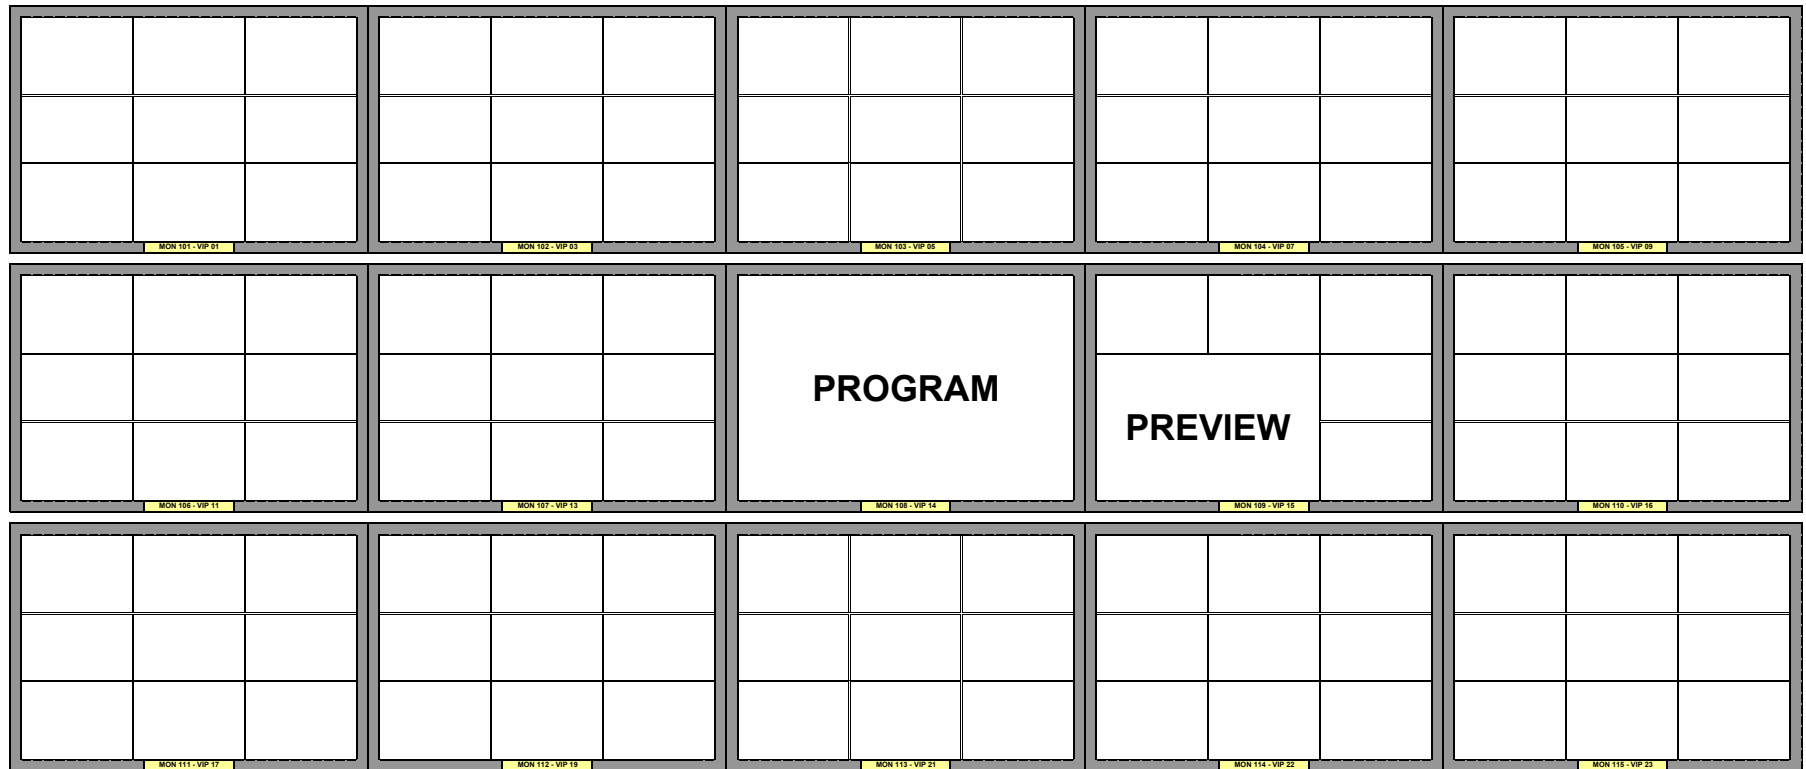 MON 101 - VIP 01
MON 102 - VIP 03
MON 103 - VIP 05
MON 104 - VIP 07
MON 105 - VIP 09
PROGRAM
PREVIEW
MON 106 - VIP 11
MON 107 - VIP 13
MON 108 - VIP 14
MON 109 - VIP 15
MON 110 - VIP 16
MON 111 - VIP 17
MON 112 - VIP 19
MON 113 - VIP 21
MON 114 - VIP 22
MON 115 - VIP 23